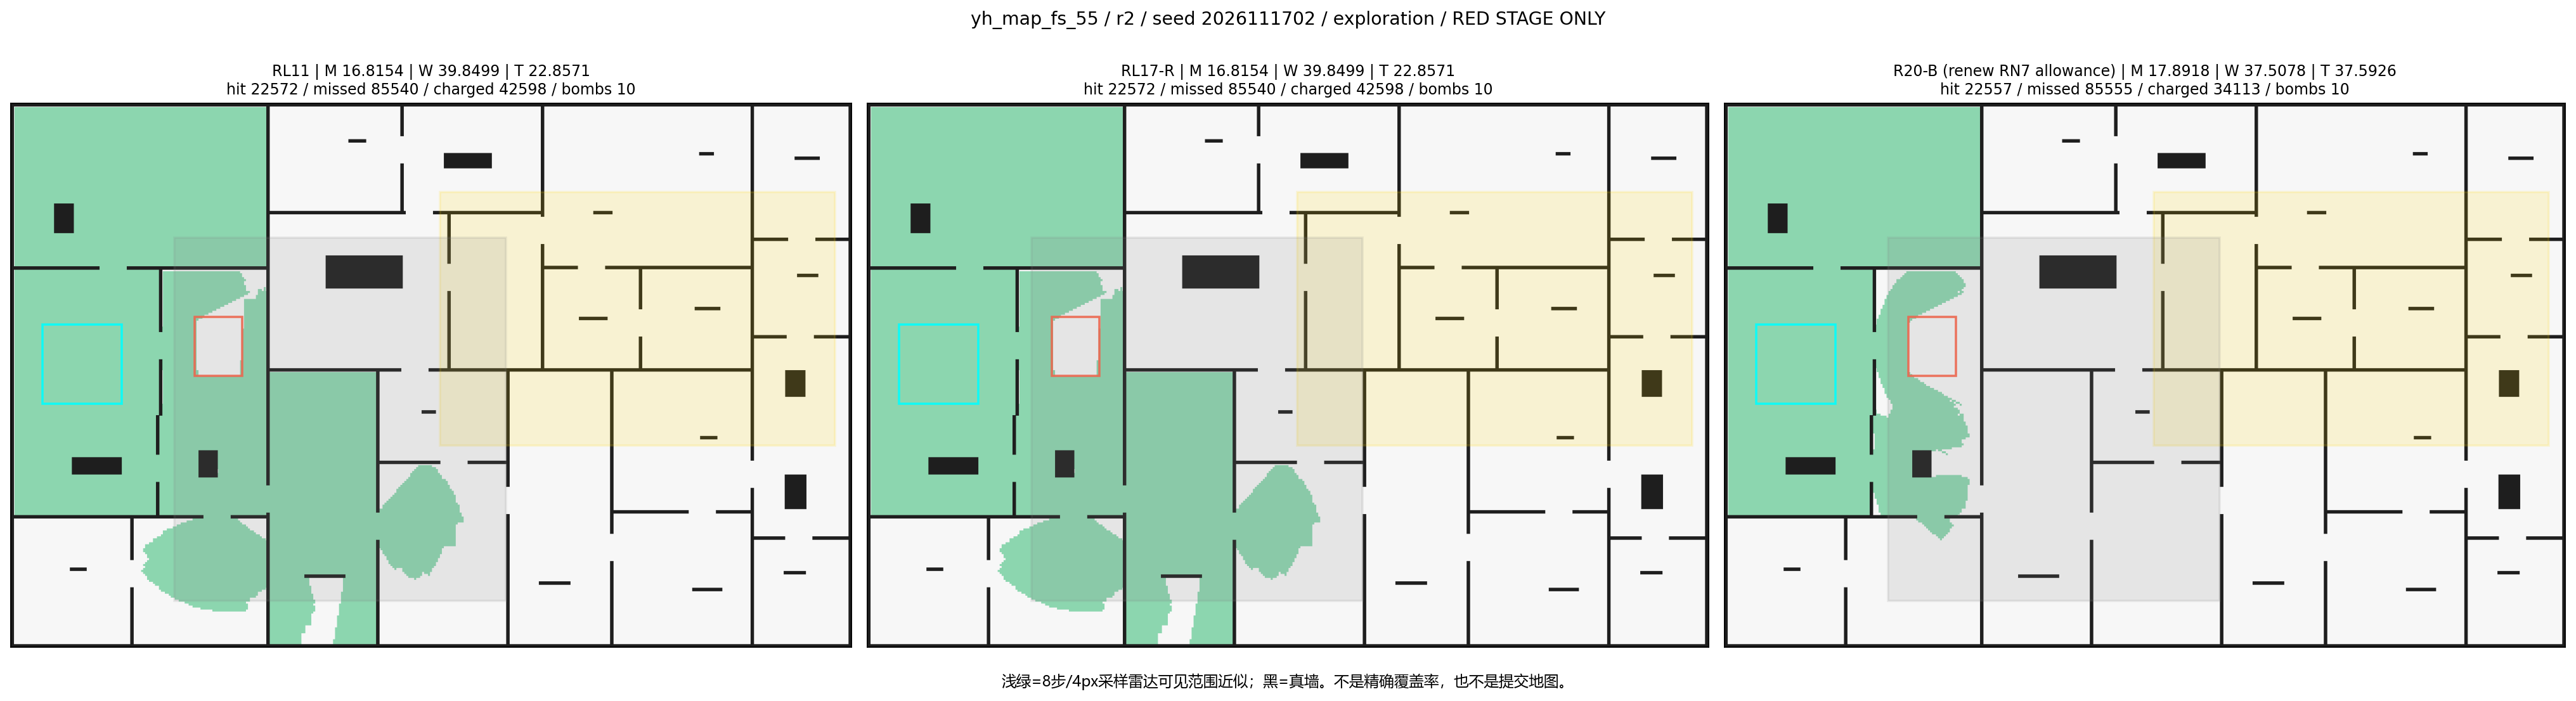 yh_map_fs_55 / r2 / seed 2026111702 / exploration / RED STAGE ONLY
RL11 | M 16.8154 | W 39.8499 | T 22.8571
hit 22572 / missed 85540 / charged 42598 / bombs 10
RL17-R | M 16.8154 | W 39.8499 | T 22.8571
hit 22572 / missed 85540 / charged 42598 / bombs 10
R20-B (renew RN7 allowance) | M 17.8918 | W 37.5078 | T 37.5926
hit 22557 / missed 85555 / charged 34113 / bombs 10
浅绿=8步/4px采样雷达可见范围近似；黑=真墙。不是精确覆盖率，也不是提交地图。